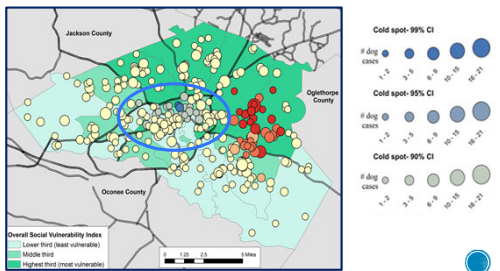 Jackson County
Oglethorpe
County
Oconee County
Overall Social Vulnerability Index
Lower third (least vulnerable)
Middle third
Highest third (most vulnerable)
0 1.25 2.5 5 Miles
Cold spot- 99% CI
# dog
cases
1 - 2
3 - 5
6 - 9
10 - 15
16 - 21
Cold spot- 95% CI
# dog
cases
1 - 2
3 - 5
6 - 9
10 - 15
16 - 21
Cold spot- 90% CI
# dog
cases
1 - 2
3 - 5
6 - 9
10 - 15
16 - 21